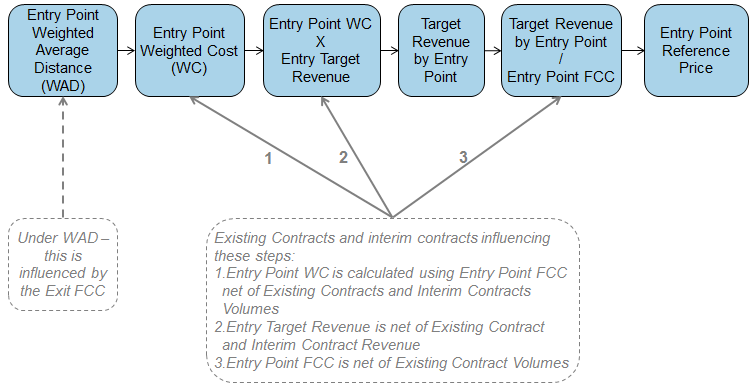 Entry Point
Weighted
Average
Distance
(WAD)
Entry Point
Weighted Cost
(WC)
Entry Point WC
X
Entry Target
Revenue
Target
Revenue
by Entry
Point
Target Revenue
by Entry Point
/
Entry Point FCC
Entry Point
Reference
Price
1
2
3
Under WAD –
this is
influenced by
the Exit FCC
Existing Contracts and interim contracts influencing
these steps:
1.Entry Point WC is calculated using Entry Point FCC
net of Existing Contracts and Interim Contracts
Volumes
2.Entry Target Revenue is net of Existing Contract
and Interim Contract Revenue
3.Entry Point FCC is net of Existing Contract Volumes